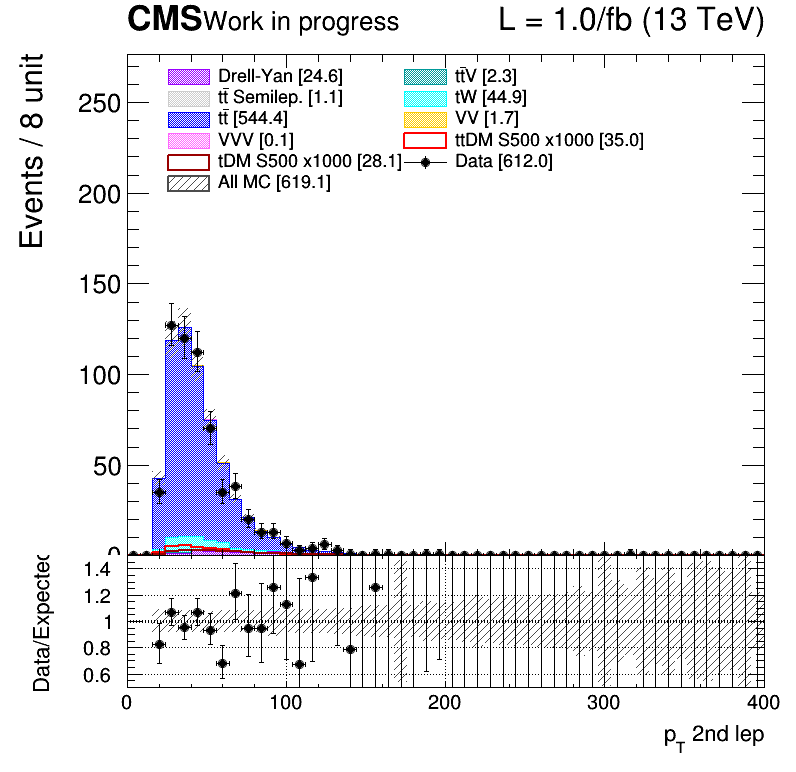 CMS Work in progress L = 1.0/fb (13 TeV)
Events / 8 unit
Drell-Yan [24.6] tt̄V [2.3]
tt̄ Semilep. [1.1] tW [44.9]
tt̄ [544.4] VV [1.7]
VVV [0.1] ttDM S500 x1000 [35.0]
tDM S500 x1000 [28.1] Data [612.0]
All MC [619.1]
250
200
150
100
50
0
Data/Expected
1.4
1.2
1
0.8
0.6
0 100 200 300 400
p_T 2nd lep